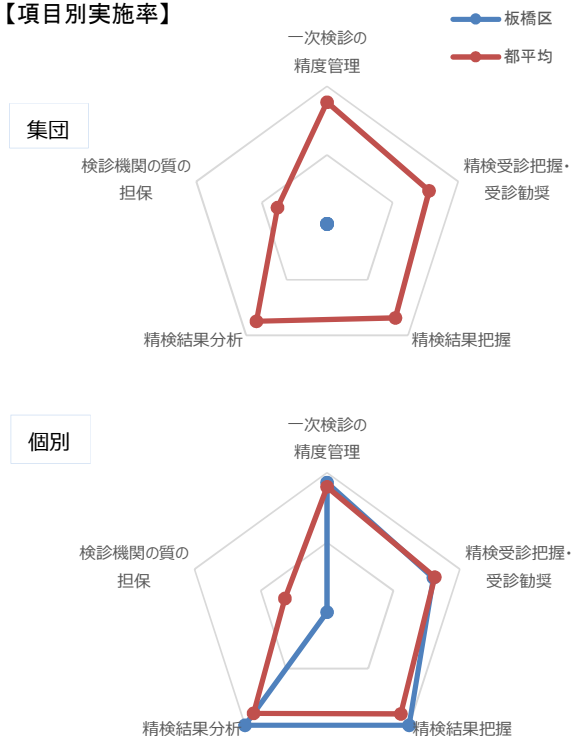 【項目別実施率】
板橋区
都平均
集団
一次検診の
精度管理
精検受診把握・
受診勧奨
精検結果把握
精検結果分析
検診機関の質の
担保
個別
一次検診の
精度管理
精検受診把握・
受診勧奨
精検結果把握
精検結果分析
検診機関の質の
担保